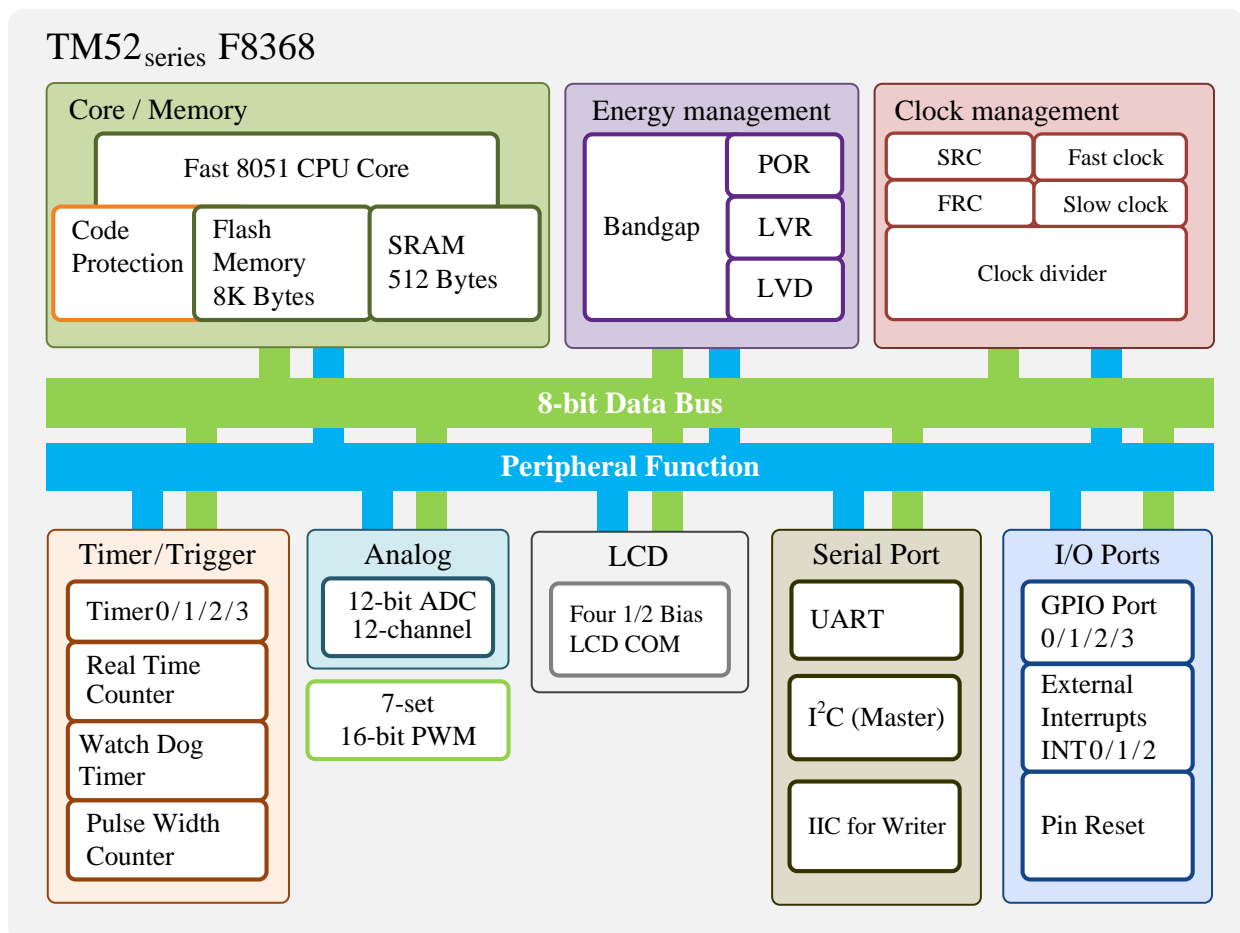 TM52series F8368
Core / Memory
Fast 8051 CPU Core
Code
Protection
Flash
Memory
8K Bytes
SRAM
512 Bytes
Energy management
Bandgap
POR
LVR
LVD
Clock management
SRC
Fast clock
FRC
Slow clock
Clock divider
8-bit Data Bus
Peripheral Function
Timer/Trigger
Timer0/1/2/3
Real Time
Counter
Watch Dog
Timer
Pulse Width
Counter
Analog
12-bit ADC
12-channel
7-set
16-bit PWM
LCD
Four 1/2 Bias
LCD COM
Serial Port
UART
I²C (Master)
IIC for Writer
I/O Ports
GPIO Port
0/1/2/3
External
Interrupts
INT0/1/2
Pin Reset